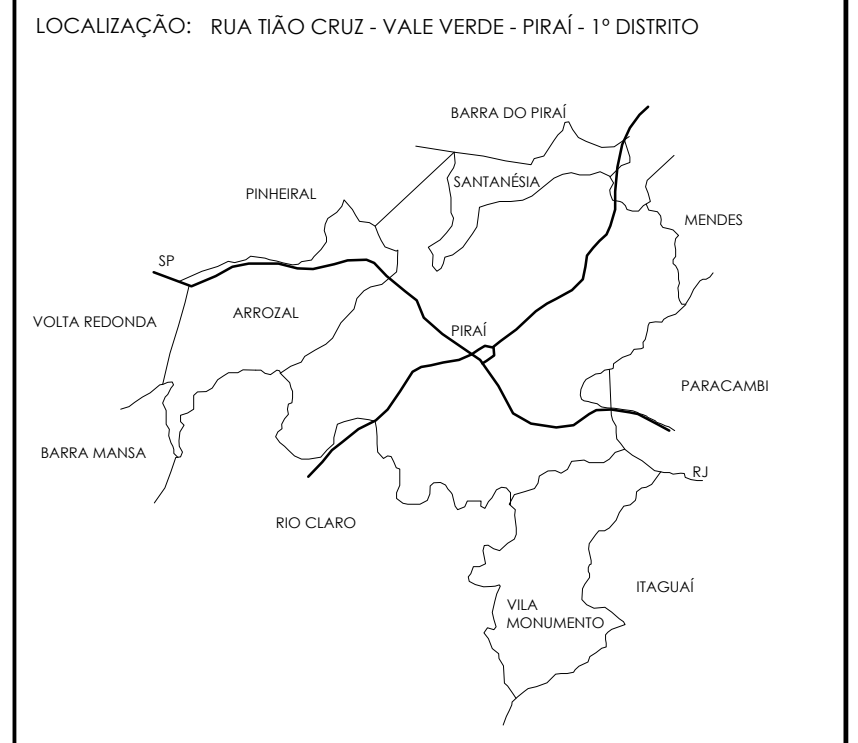 LOCALIZAÇÃO: RUA TIÃO CRUZ - VALE VERDE - PIRAÍ - 1º DISTRITO
BARRA DO PIRAÍ
SANTANÉSIA
PINHEIRAL
MENDES
SP
ARROZAL
VOLTA REDONDA
PIRAÍ
PARACAMBI
BARRA MANSA
RJ
RIO CLARO
ITAGUAÍ
VILA
MONUMENTO